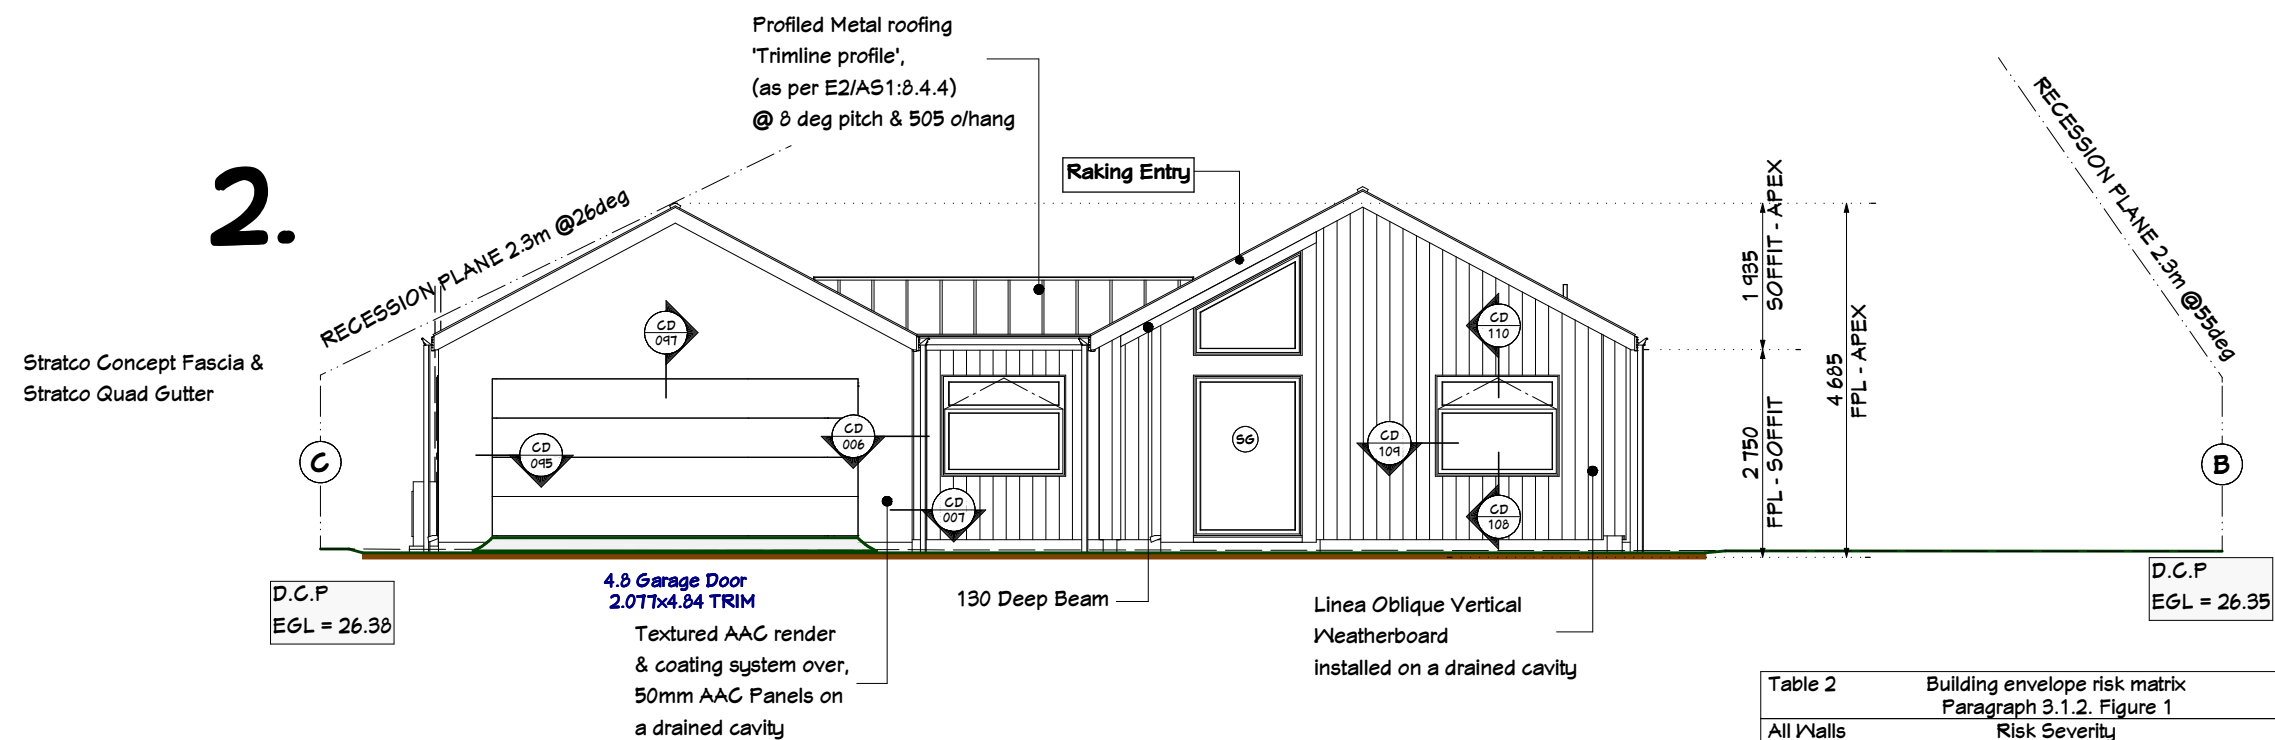 2.
Profiled Metal roofing
'Trimline profile',
(as per E2/AS1:8.4.4)
@ 8 deg pitch & 505 o/hang
RECESSION PLANE 2.3m @26deg
Raking Entry
RECESSION PLANE 2.3m @55deg
Stratco Concept Fascia &
Stratco Quad Gutter
CD
097
CD
095
CD
006
CD
007
SG
CD
110
CD
109
CD
108
1 935
SOFFIT - APEX
2 750
FPL - SOFFIT
4 685
FPL - APEX
C
B
D.C.P
EGL = 26.38
D.C.P
EGL = 26.35
4.8 Garage Door
2.077x4.84 TRIM
Textured AAC render
& coating system over,
50mm AAC Panels on
a drained cavity
130 Deep Beam
Linea Oblique Vertical
Weatherboard
installed on a drained cavity
Table 2 Building envelope risk matrix
Paragraph 3.1.2. Figure 1
All Walls Risk Severity